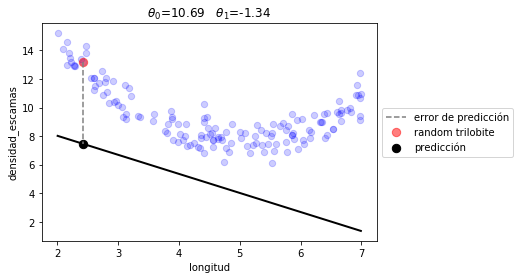 θ₀=10.69 θ₁=-1.34
densidad_escamas
14
12
10
8
6
4
2
2 3 4 5 6 7
longitud
error de predicción
random trilobite
predicción